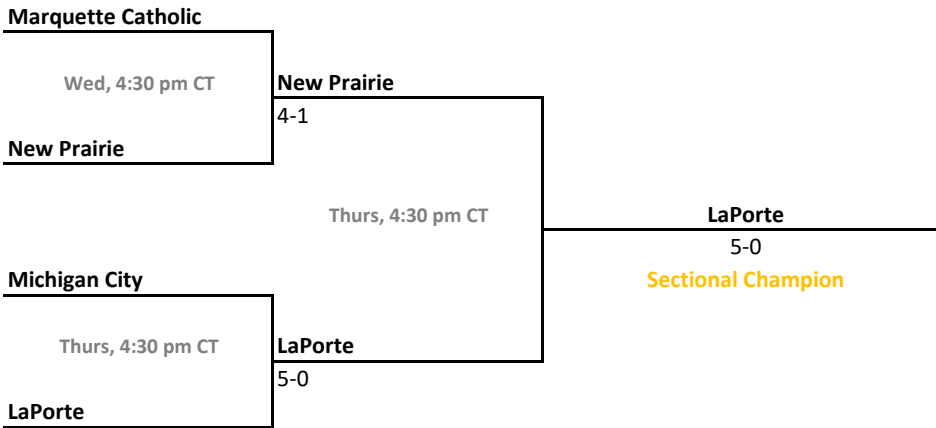 Marquette Catholic
Wed, 4:30 pm CT
New Prairie
4-1
New Prairie
Thurs, 4:30 pm CT
LaPorte
5-0
Sectional Champion
Michigan City
Thurs, 4:30 pm CT
LaPorte
5-0
LaPorte